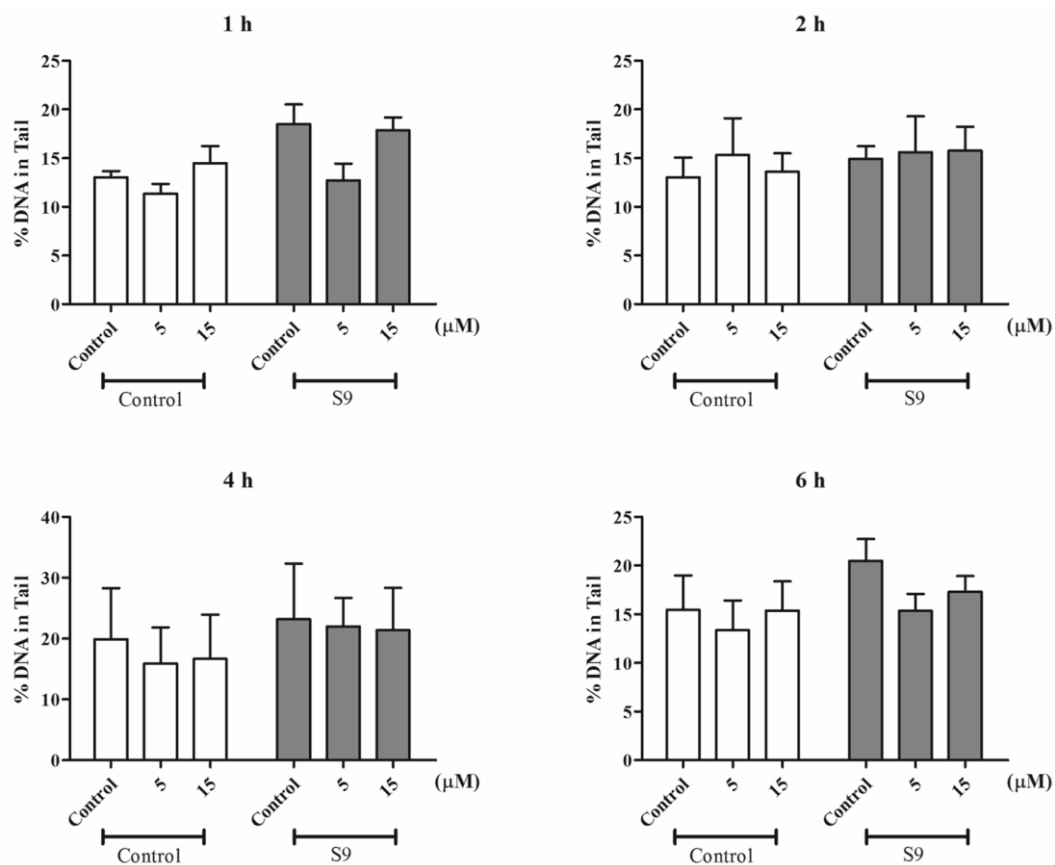 1 h
% DNA in Tail
25
20
15
10
5
0
Control
5
15
Control
5
15
(μM)
Control
S9
2 h
% DNA in Tail
25
20
15
10
5
0
Control
5
15
Control
5
15
(μM)
Control
S9
4 h
% DNA in Tail
40
30
20
10
0
Control
5
15
Control
5
15
(μM)
Control
S9
6 h
% DNA in Tail
25
20
15
10
5
0
Control
5
15
Control
5
15
(μM)
Control
S9